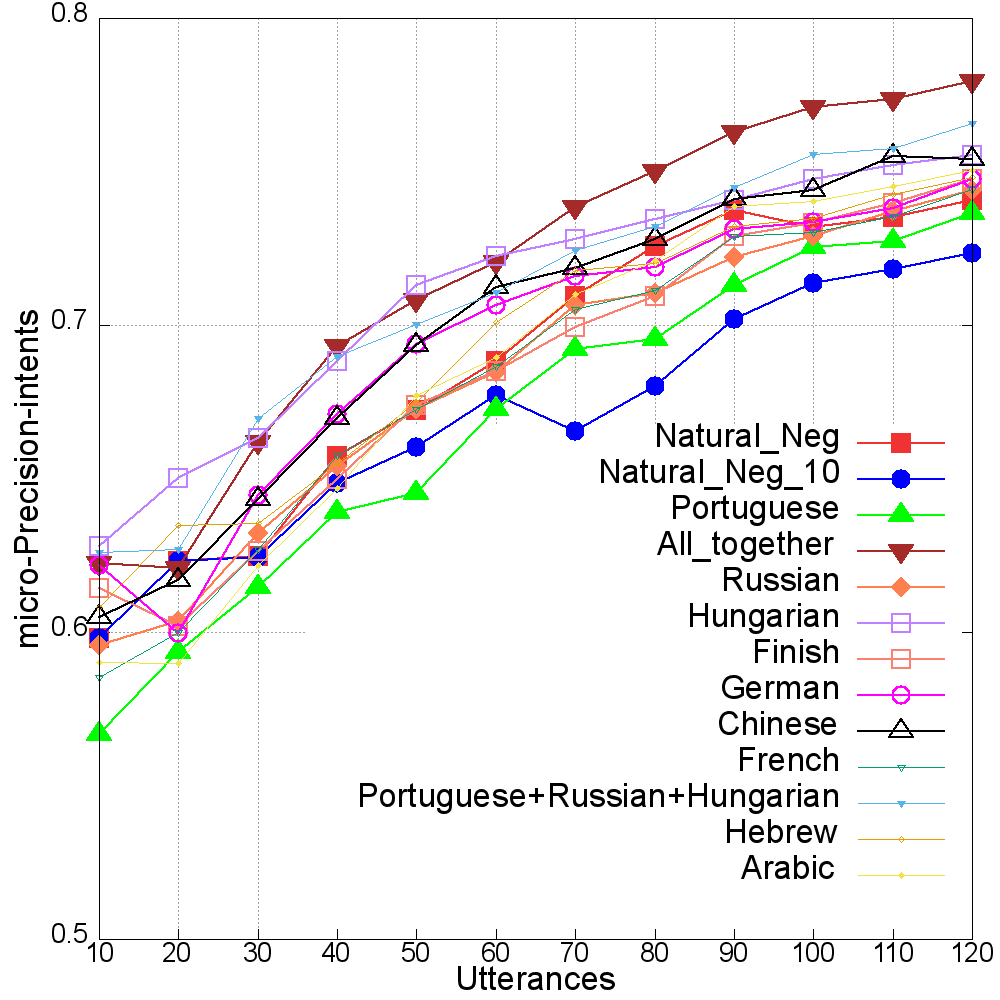 0.8
0.7
0.6
0.5
micro-Precision-intents
Natural_Neg
Natural_Neg_10
Portuguese
All_together
Russian
Hungarian
Finish
German
Chinese
French
Portuguese+Russian+Hungarian
Hebrew
Arabic
10 20 30 40 50 60 70 80 90 100 110 120
Utterances